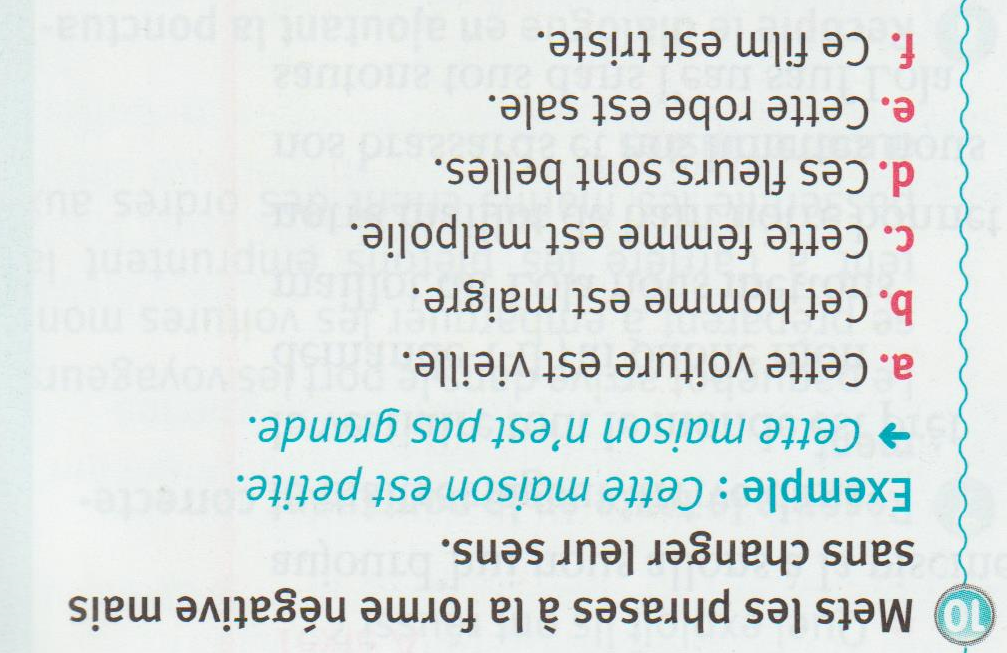 10 Mets les phrases à la forme négative mais
sans changer leur sens.
Exemple : Cette maison est petite.
→ Cette maison n'est pas grande.
a. Cette voiture est vieille.
b. Cet homme est maigre.
c. Cette femme est malpolie.
d. Ces fleurs sont belles.
e. Cette robe est sale.
f. Ce film est triste.